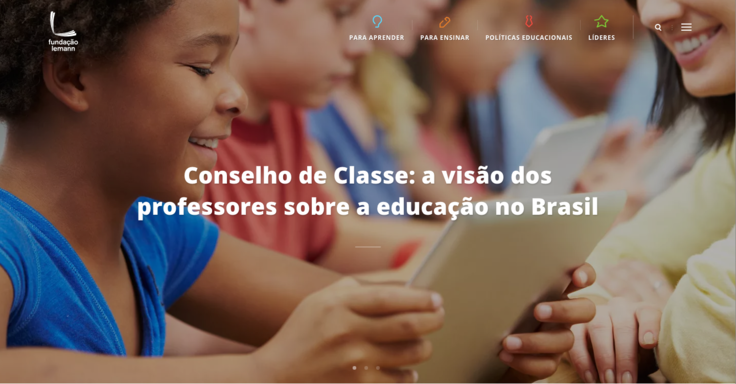 fundação
lemann
PARA APRENDER
PARA ENSINAR
POLÍTICAS EDUCACIONAIS
LÍDERES
Conselho de Classe: a visão dos
professores sobre a educação no Brasil